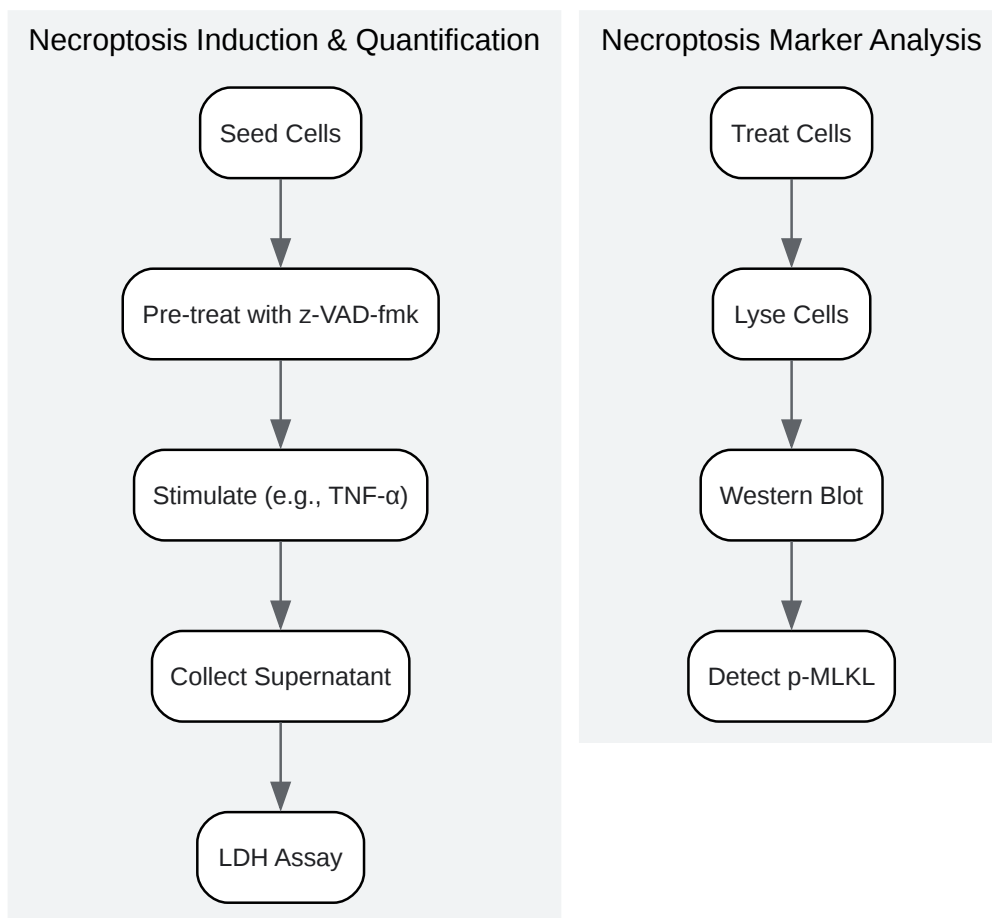 Necroptosis Induction & Quantification
Seed Cells
Pre-treat with z-VAD-fmk
Stimulate (e.g., TNF-α)
Collect Supernatant
LDH Assay
Necroptosis Marker Analysis
Treat Cells
Lyse Cells
Western Blot
Detect p-MLKL